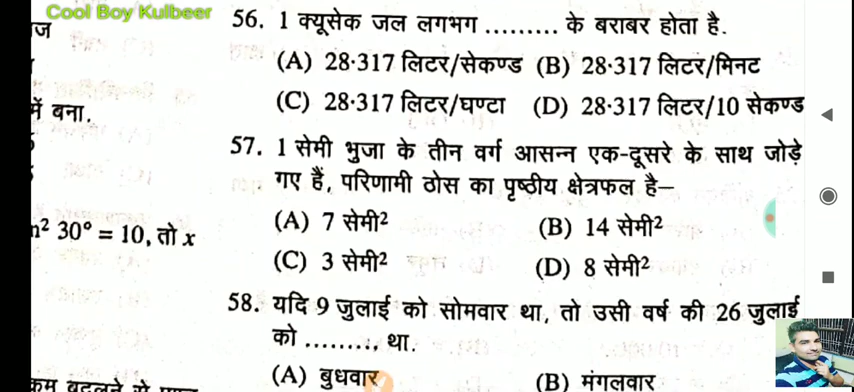 Cool Boy Kulbeer
ज
में बना.
n² 30° = 10, तो x
56. 1 क्यूसेक जल लगभग ......... के बराबर होता है.
(A) 28·317 लिटर/सेकण्ड (B) 28·317 लिटर/मिनट
(C) 28·317 लिटर/घण्टा (D) 28·317 लिटर/10 सेकण्ड
57. 1 सेमी भुजा के तीन वर्ग आसन्न एक-दूसरे के साथ जोड़े
गए हैं, परिणामी ठोस का पृष्ठीय क्षेत्रफल है–
(A) 7 सेमी² (B) 14 सेमी²
(C) 3 सेमी² (D) 8 सेमी²
58. यदि 9 जुलाई को सोमवार था, तो उसी वर्ष की 26 जुलाई
को ........, था.
(A) बुधवार (B) मंगलवार